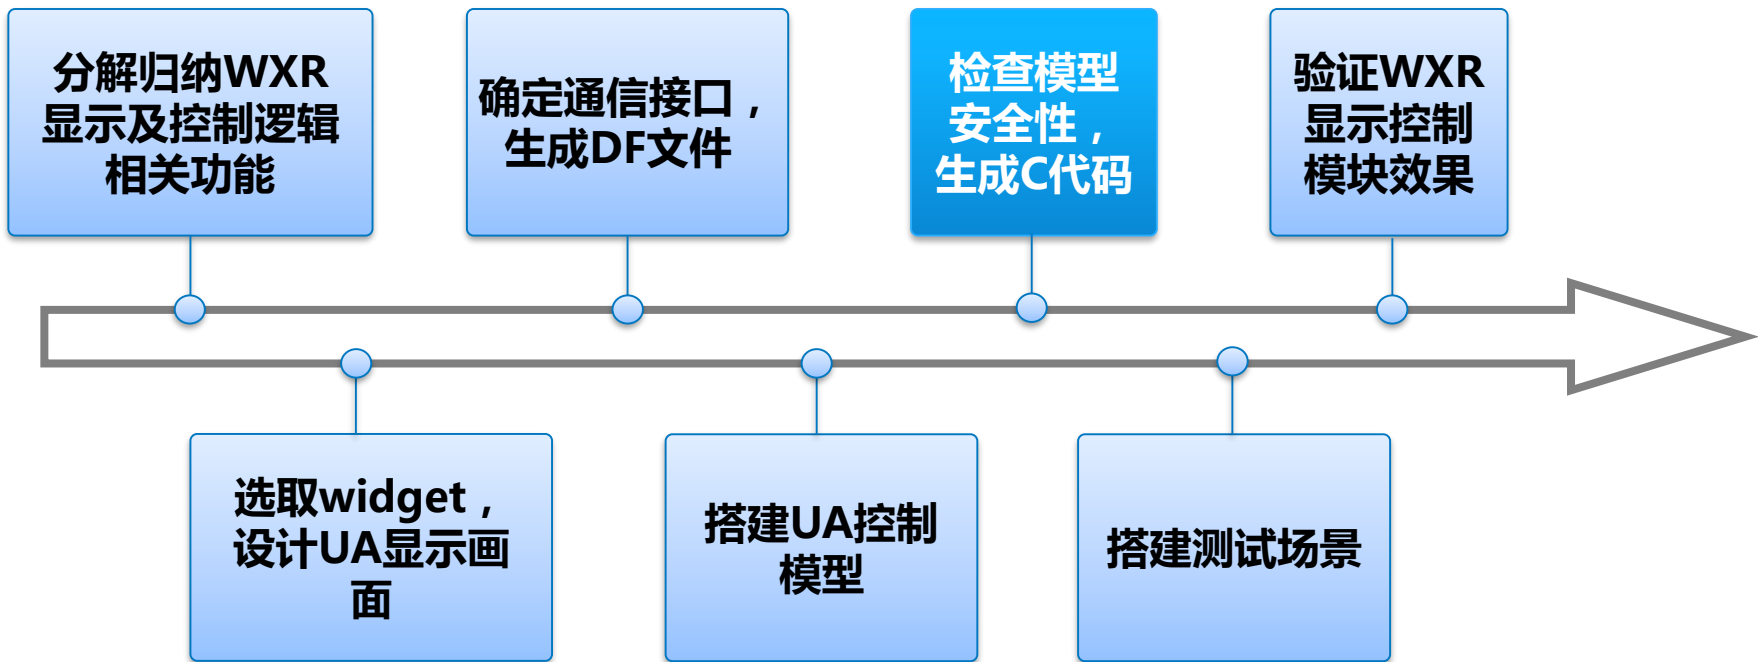 分解归纳WXR
显示及控制逻辑
相关功能
确定通信接口，
生成DF文件
检查模型
安全性，
生成C代码
验证WXR
显示控制
模块效果
选取widget，
设计UA显示画
面
搭建UA控制
模型
搭建测试场景